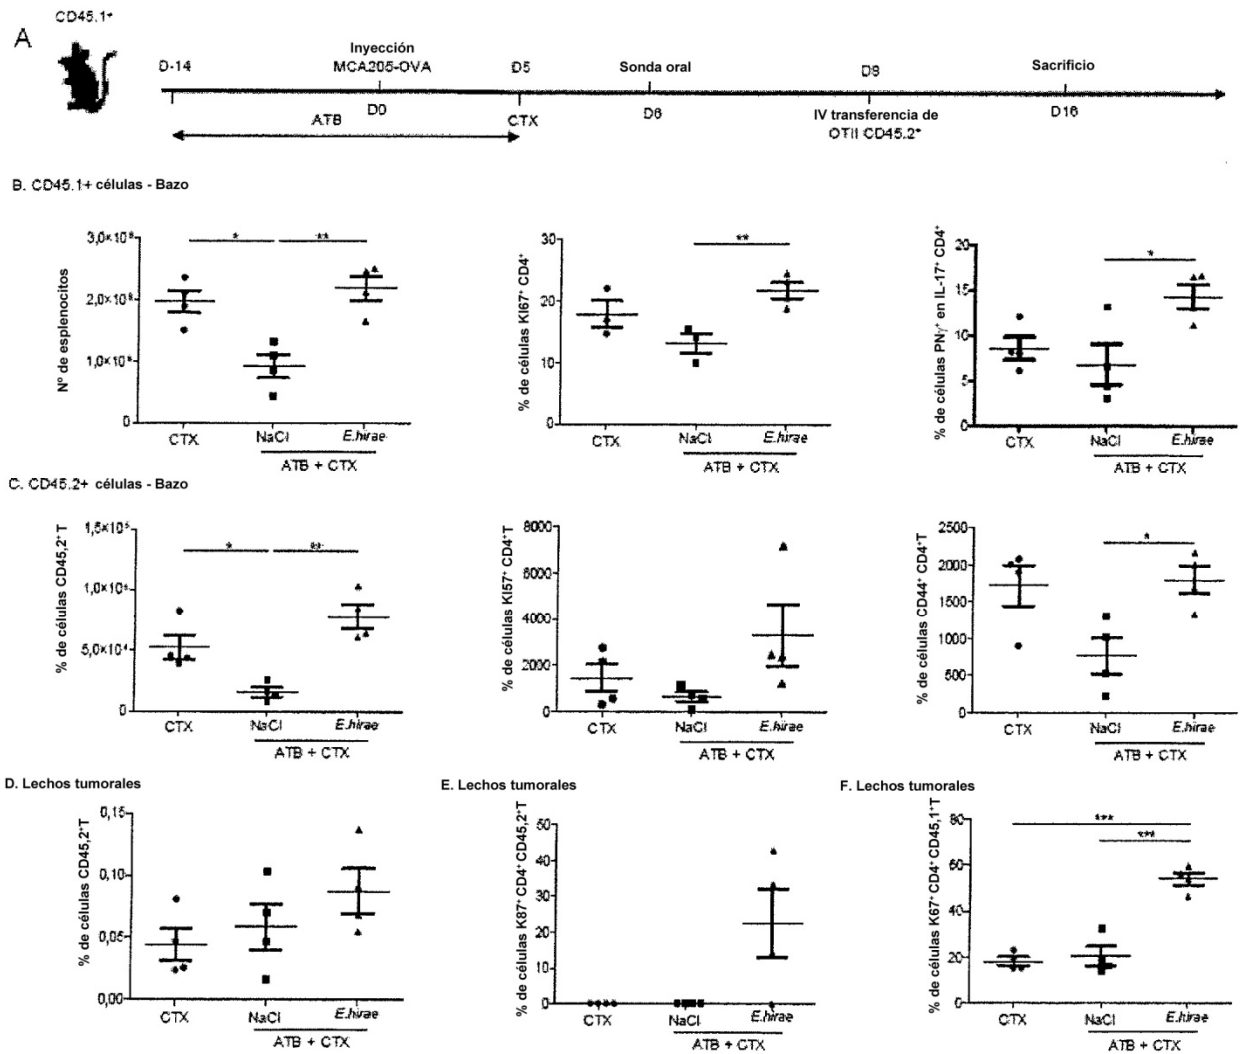 CD45.1+
A
Inyección
D-14 MCA205-OVA D5 Sonda oral D9 Sacrificio
ATB D0 CTX D6 IV transferencia de D16
OTII CD45.2+
B. CD45.1+ células - Bazo
Nº de esplenocitos
3,0×10⁸
2,0×10⁸
1,0×10⁸
0
* **
CTX NaCl E.hirae
ATB + CTX
% de células KI67+ CD4+
30
20
10
0
**
CTX NaCl E.hirae
ATB + CTX
% de células PNγ+ en IL-17+ CD4+
20
15
10
5
0
*
CTX NaCl E.hirae
ATB + CTX
C. CD45.2+ células - Bazo
% de células CD45,2+ T
1,5×10⁵
1,0×10⁵
5,0×10⁴
0
* **
CTX NaCl E.hirae
ATB + CTX
% de células KI57+ CD4+T
8000
6000
4000
2000
0
CTX NaCl E.hirae
ATB + CTX
% de células CD44+ CD4+T
2500
2000
1500
1000
500
0
*
CTX NaCl E.hirae
ATB + CTX
D. Lechos tumorales
% de células CD45,2+T
0,15
0,10
0,05
0,00
CTX NaCl E.hirae
ATB + CTX
E. Lechos tumorales
% de células K87+ CD4+ CD45,2+T
50
40
30
20
10
0
CTX NaCl E.hirae
ATB + CTX
F. Lechos tumorales
% de células K67+ CD4+ CD45,1+T
80
60
40
20
0
***
***
CTX NaCl E.hirae
ATB + CTX